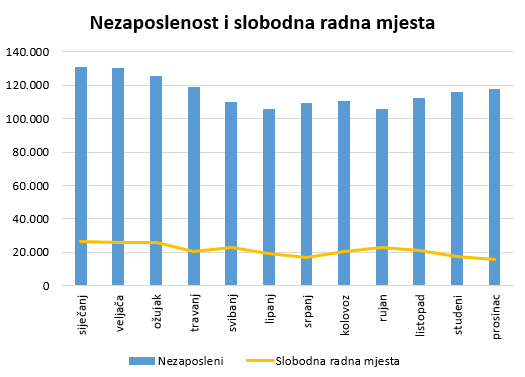 Nezaposlenost i slobodna radna mjesta
140.000
120.000
100.000
80.000
60.000
40.000
20.000
0
siječanj
veljača
ožujak
travanj
svibanj
lipanj
srpanj
kolovoz
rujan
listopad
studeni
prosinac
Nezaposleni
Slobodna radna mjesta